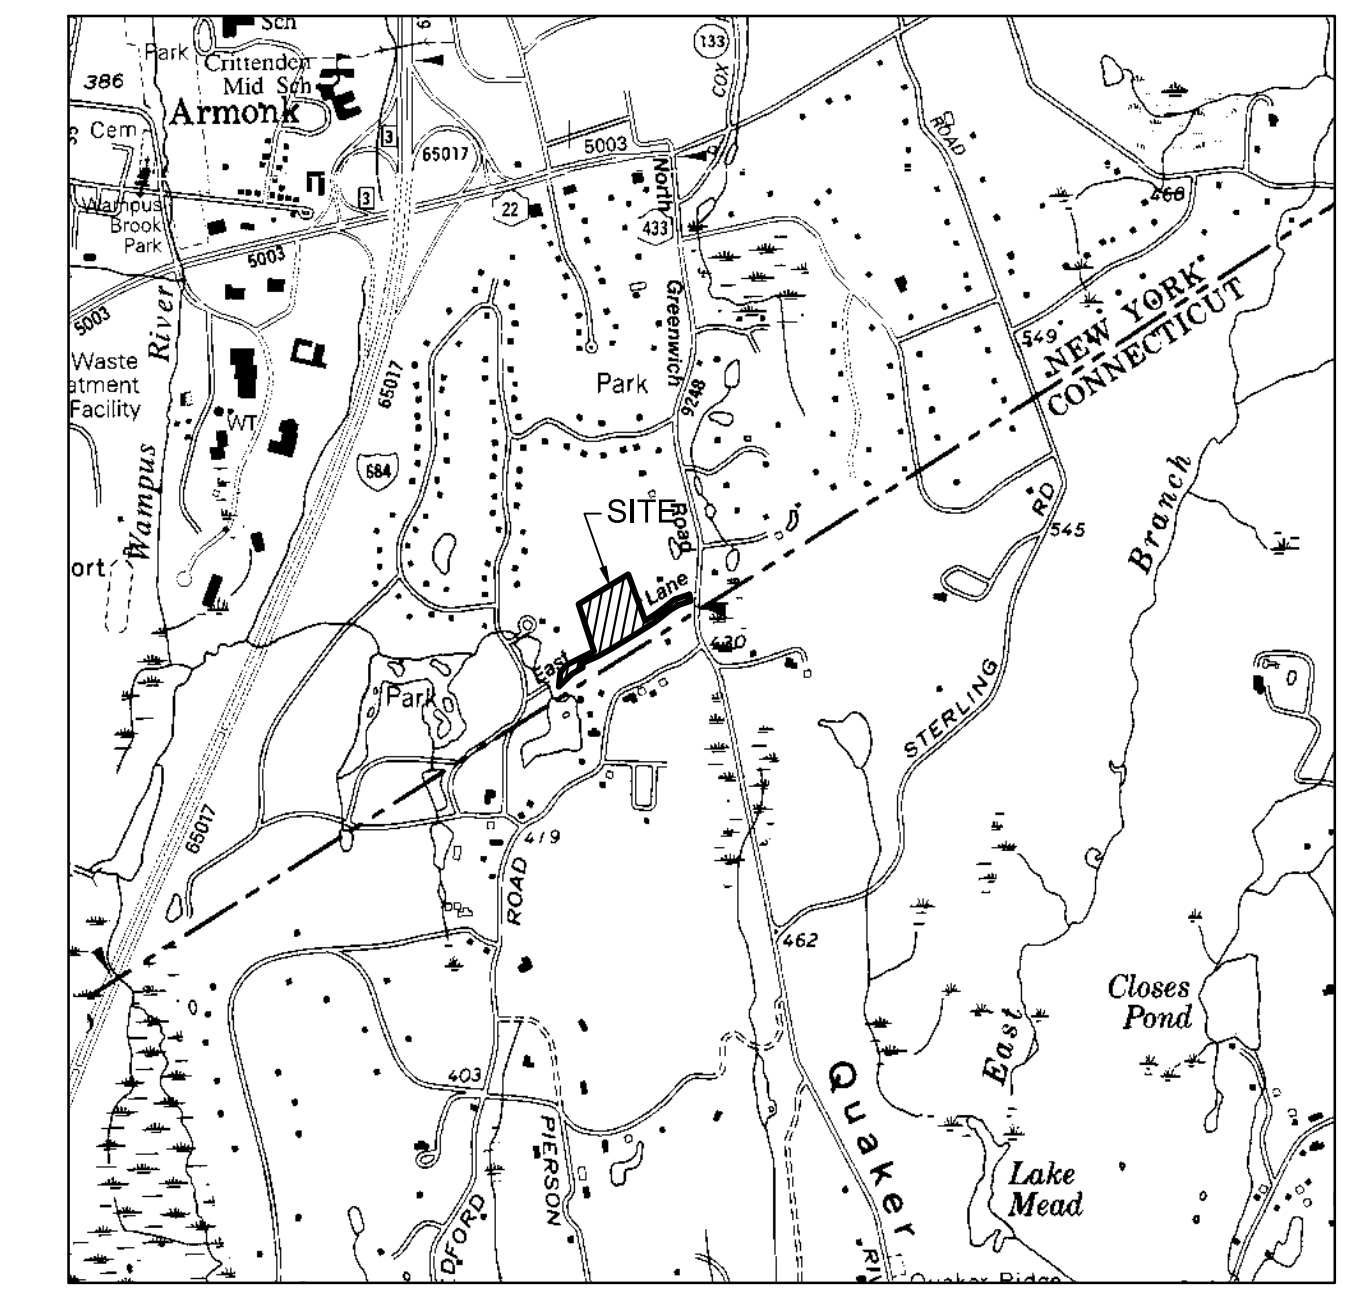 Sch
Park
Crittenden
Mid Sch
386
Armonk
Cem
133
COX
ROAD
3
65017
5003
3
22
North
433
468
Wampus
Brook
Park
5003
5003
River
Greenwich
NEW YORK
CONNECTICUT
549
Waste
atment
Facility
65017
Park
9248
WT
684
Wampus
SITE
Road
RD
545
Branch
ort
Lane
East
430
Park
STERLING
65017
419
ROAD
462
Closes
Pond
East
403
PIERSON
Quaker
Lake
Mead
DFORD
RIV
Quaker Ridge